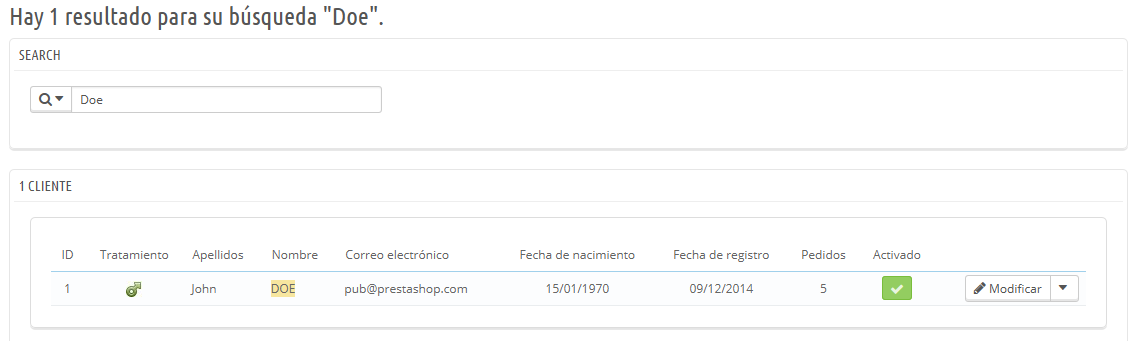 Hay 1 resultado para su búsqueda "Doe".
SEARCH
Doe
1 CLIENTE
ID Tratamiento Apellidos Nombre Correo electrónico Fecha de nacimiento Fecha de registro Pedidos Activado
1 John DOE pub@prestashop.com 15/01/1970 09/12/2014 5 Modificar